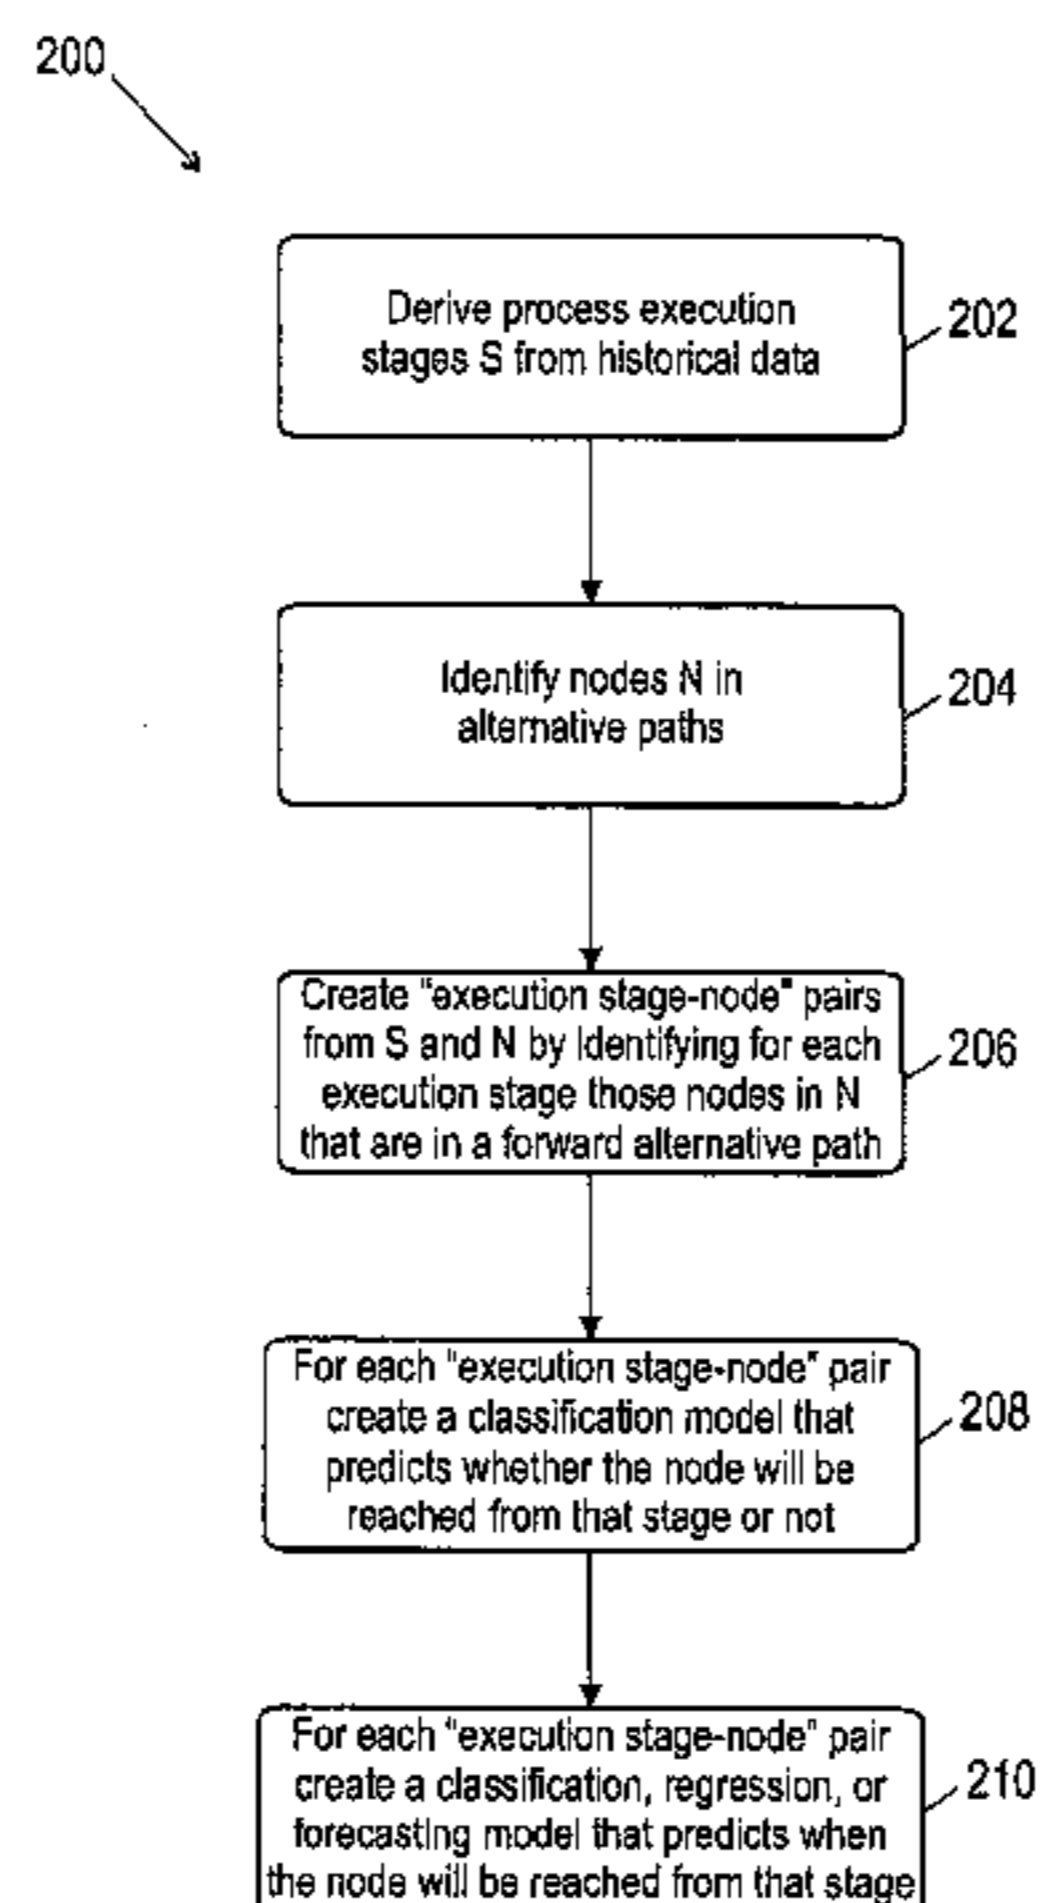 200
Derive process execution
stages S from historical data
202
Identify nodes N in
alternative paths
204
Create "execution stage-node" pairs
from S and N by Identifying for each
execution stage those nodes in N
that are in a forward alternative path
206
For each "execution stage-node" pair
create a classification model that
predicts whether the node will be
reached from that stage or not
208
For each "execution stage-node" pair
create a classification, regression, or
forecasting model that predicts when
the node will be reached from that stage
210